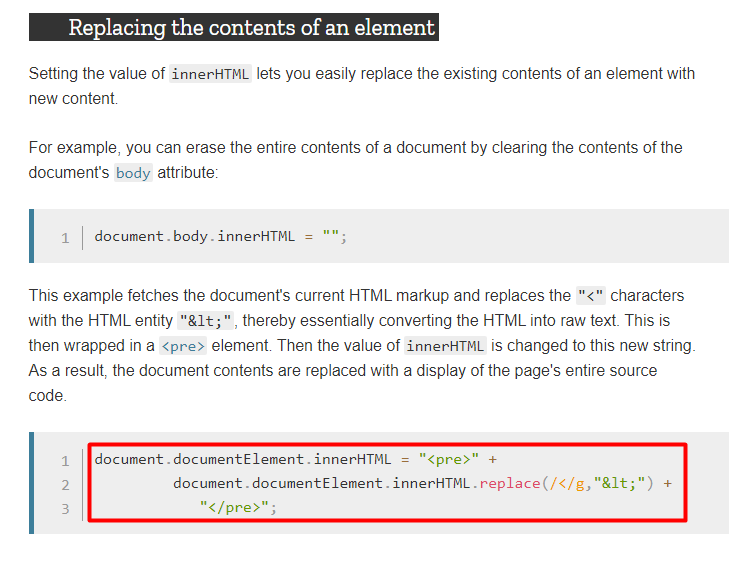 Replacing the contents of an element
Setting the value of innerHTML lets you easily replace the existing contents of an element with
new content.
For example, you can erase the entire contents of a document by clearing the contents of the
document's body attribute:
1 document.body.innerHTML = "";
This example fetches the document's current HTML markup and replaces the "<" characters
with the HTML entity "&lt;", thereby essentially converting the HTML into raw text. This is
then wrapped in a <pre> element. Then the value of innerHTML is changed to this new string.
As a result, the document contents are replaced with a display of the page's entire source
code.
1 document.documentElement.innerHTML = "<pre>" +
2 document.documentElement.innerHTML.replace(/</g,"&lt;") +
3 "</pre>";